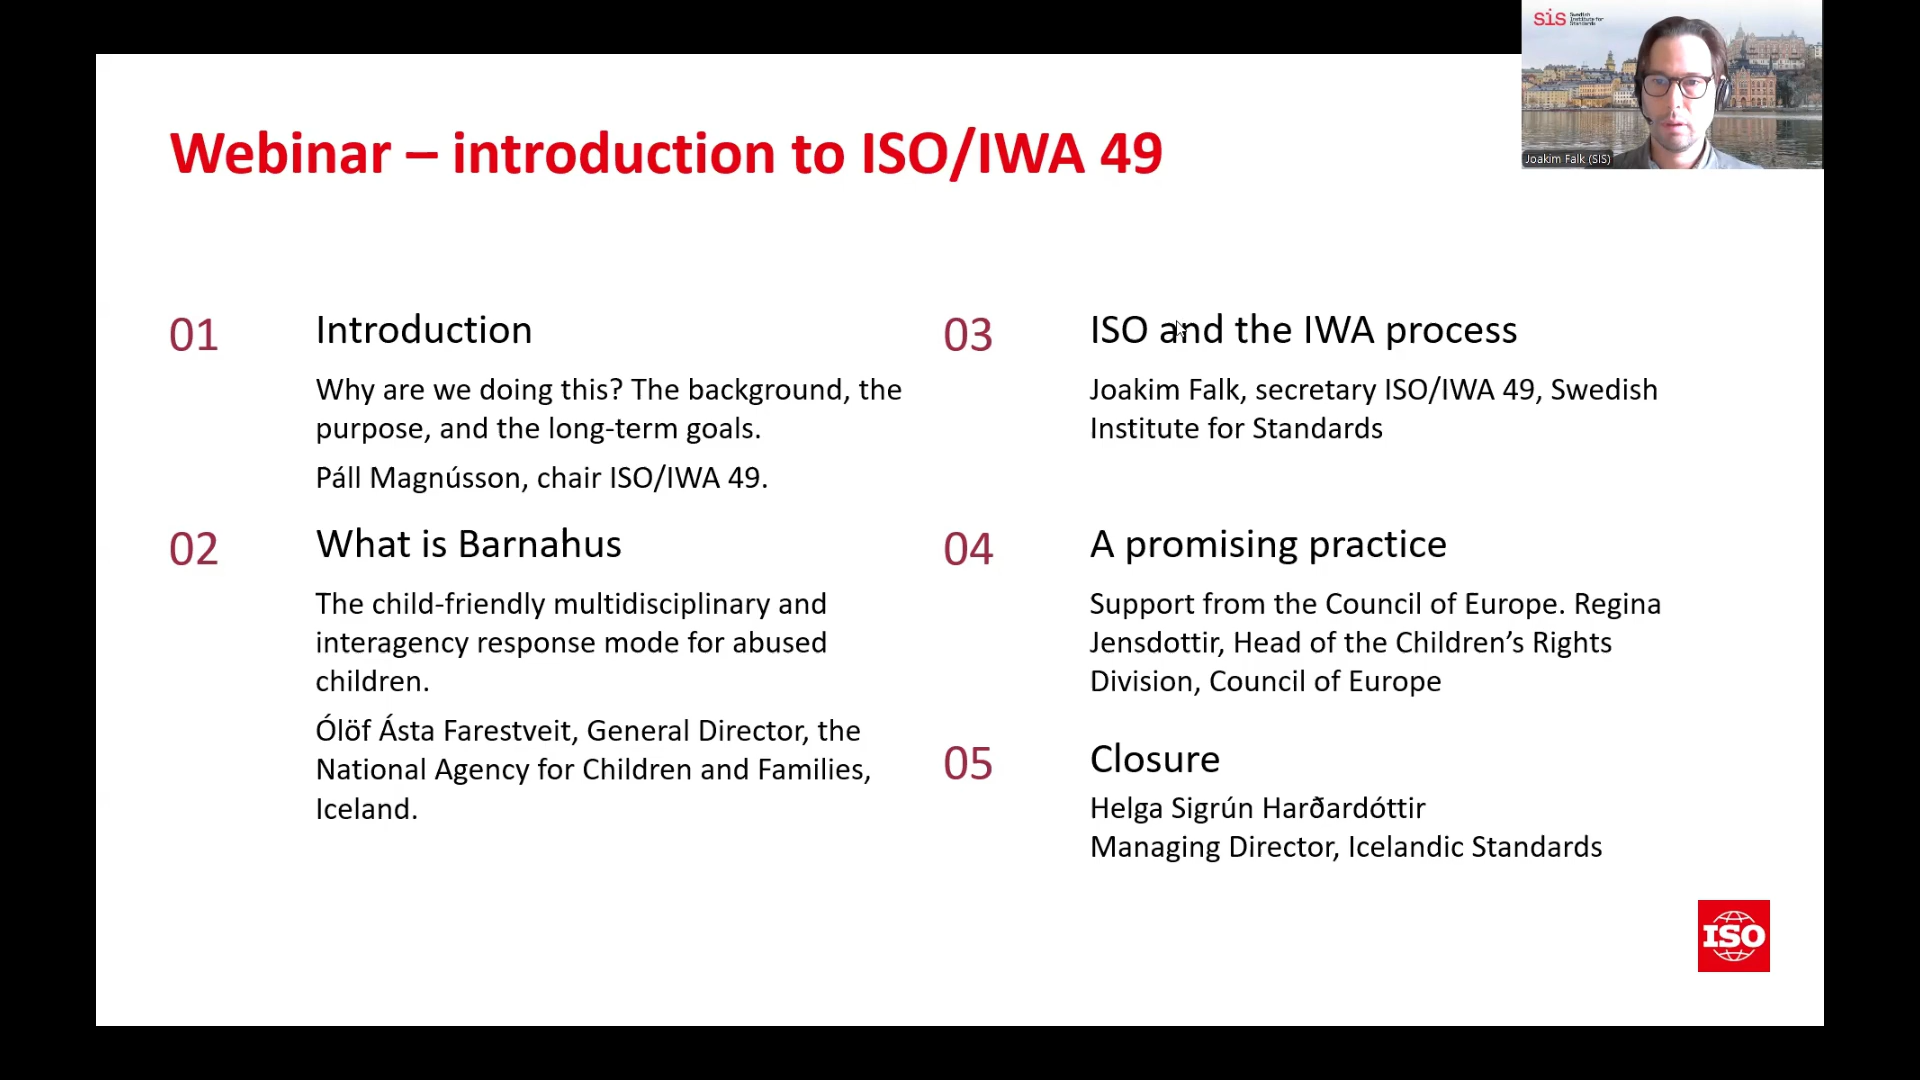 sis Swedish Institute for Standards
Joakim Falk (SIS)
Webinar – introduction to ISO/IWA 49
01
Introduction
Why are we doing this? The background, the
purpose, and the long-term goals.
Páll Magnússon, chair ISO/IWA 49.
02
What is Barnahus
The child-friendly multidisciplinary and
interagency response mode for abused
children.
Ólöf Ásta Farestveit, General Director, the
National Agency for Children and Families,
Iceland.
03
ISO and the IWA process
Joakim Falk, secretary ISO/IWA 49, Swedish
Institute for Standards
04
A promising practice
Support from the Council of Europe. Regina
Jensdottir, Head of the Children’s Rights
Division, Council of Europe
05
Closure
Helga Sigrún Harðardóttir
Managing Director, Icelandic Standards
ISO